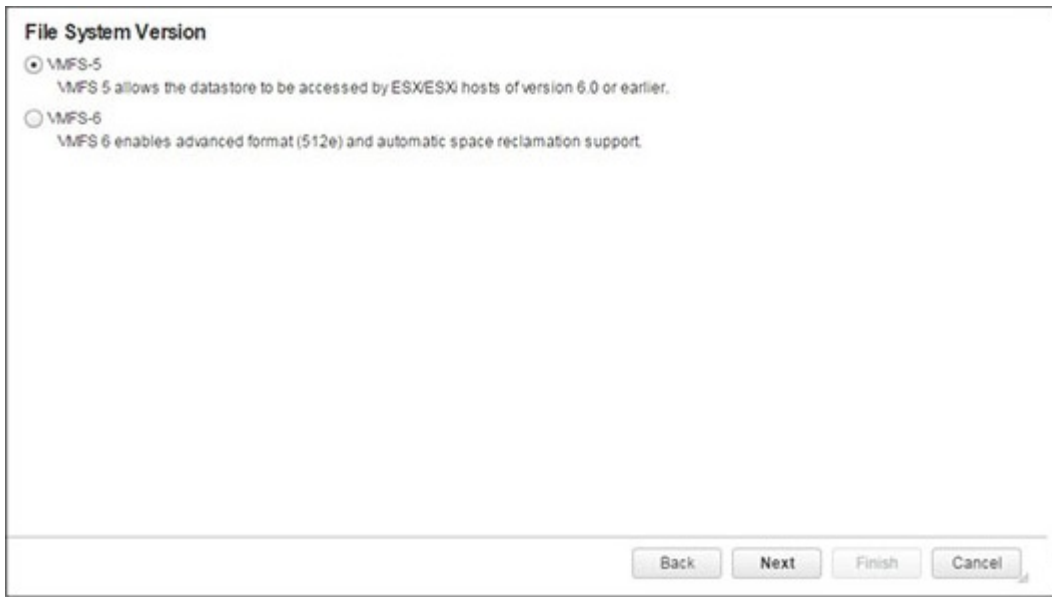 File System Version
VMFS-5
VMFS 5 allows the datastore to be accessed by ESX/ESXi hosts of version 6.0 or earlier.
VMFS-6
VMFS 6 enables advanced format (512e) and automatic space reclamation support.
Back Next Finish Cancel